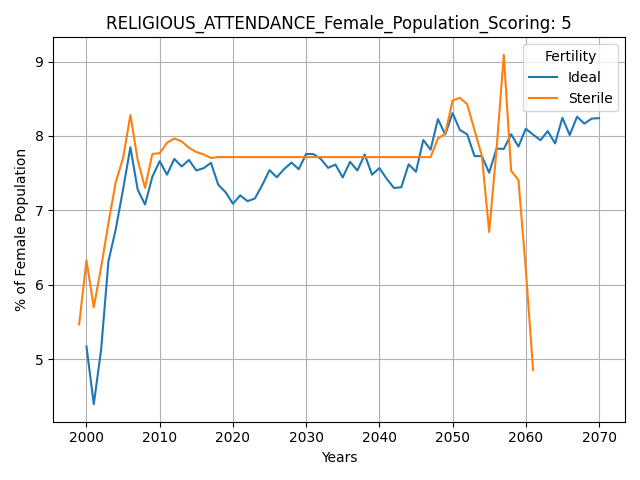 RELIGIOUS_ATTENDANCE_Female_Population_Scoring: 5
Fertility
Ideal
Sterile
% of Female Population
9
8
7
6
5
2000 2010 2020 2030 2040 2050 2060 2070
Years